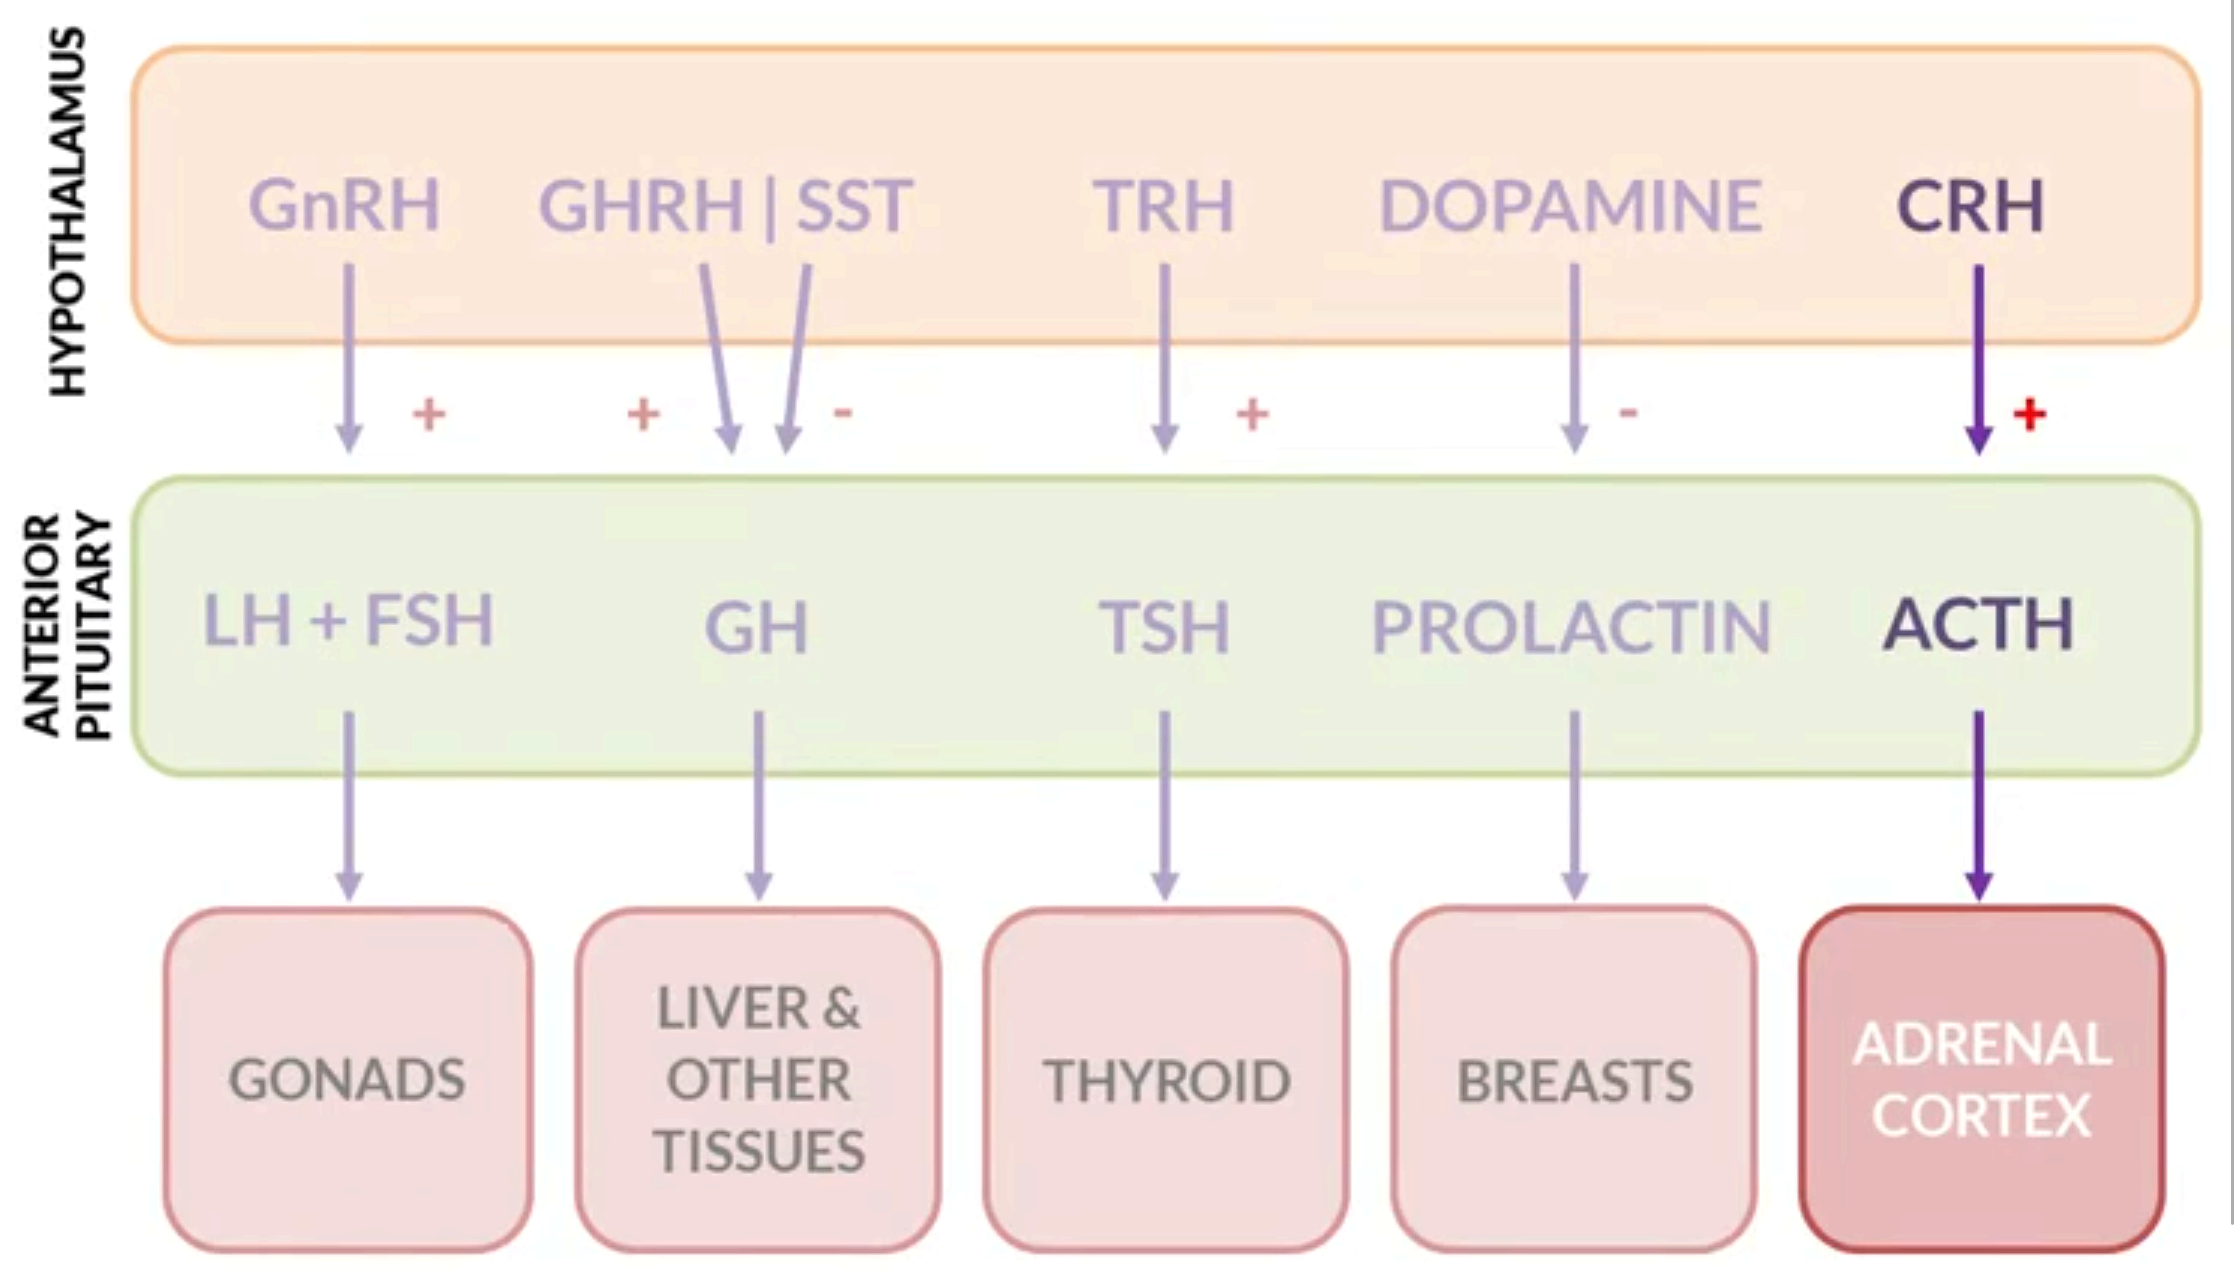 HYPOTHALAMUS
GnRH
GHRH | SST
TRH
DOPAMINE
CRH
+
+
-
+
-
+
ANTERIOR
PITUITARY
LH + FSH
GH
TSH
PROLACTIN
ACTH
GONADS
LIVER &
OTHER
TISSUES
THYROID
BREASTS
ADRENAL
CORTEX